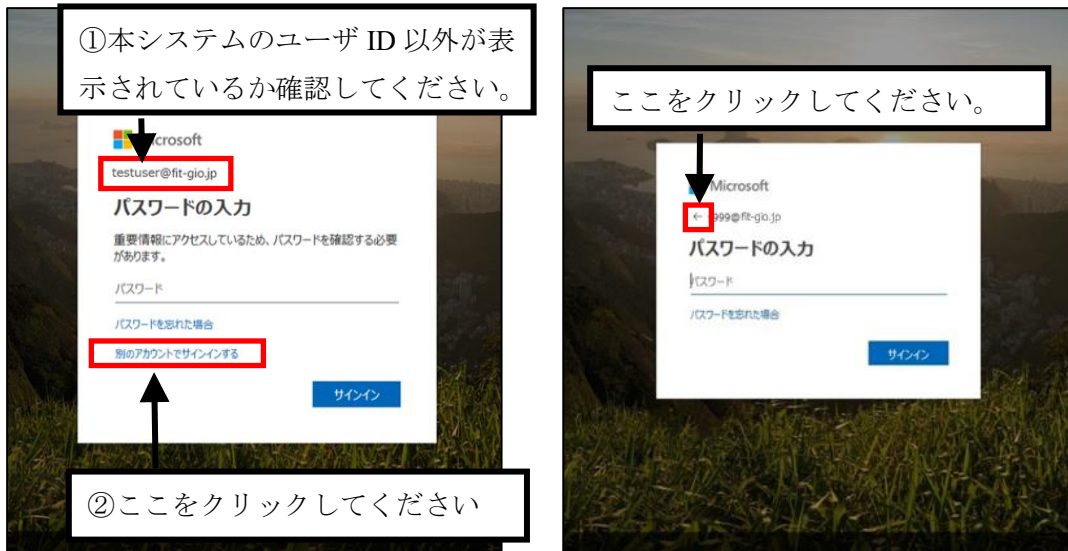 ①本システムのユーザ ID 以外が表
示されているか確認してください。
testuser@fit-gio.jp
パスワードの入力
重要情報にアクセスしているため、パスワードを確認する必要
があります。
パスワード
パスワードを忘れた場合
別のアカウントでサインインする
サインイン
②ここをクリックしてください
ここをクリックしてください。
Microsoft
← 999@fit-gio.jp
パスワードの入力
パスワード
パスワードを忘れた場合
サインイン